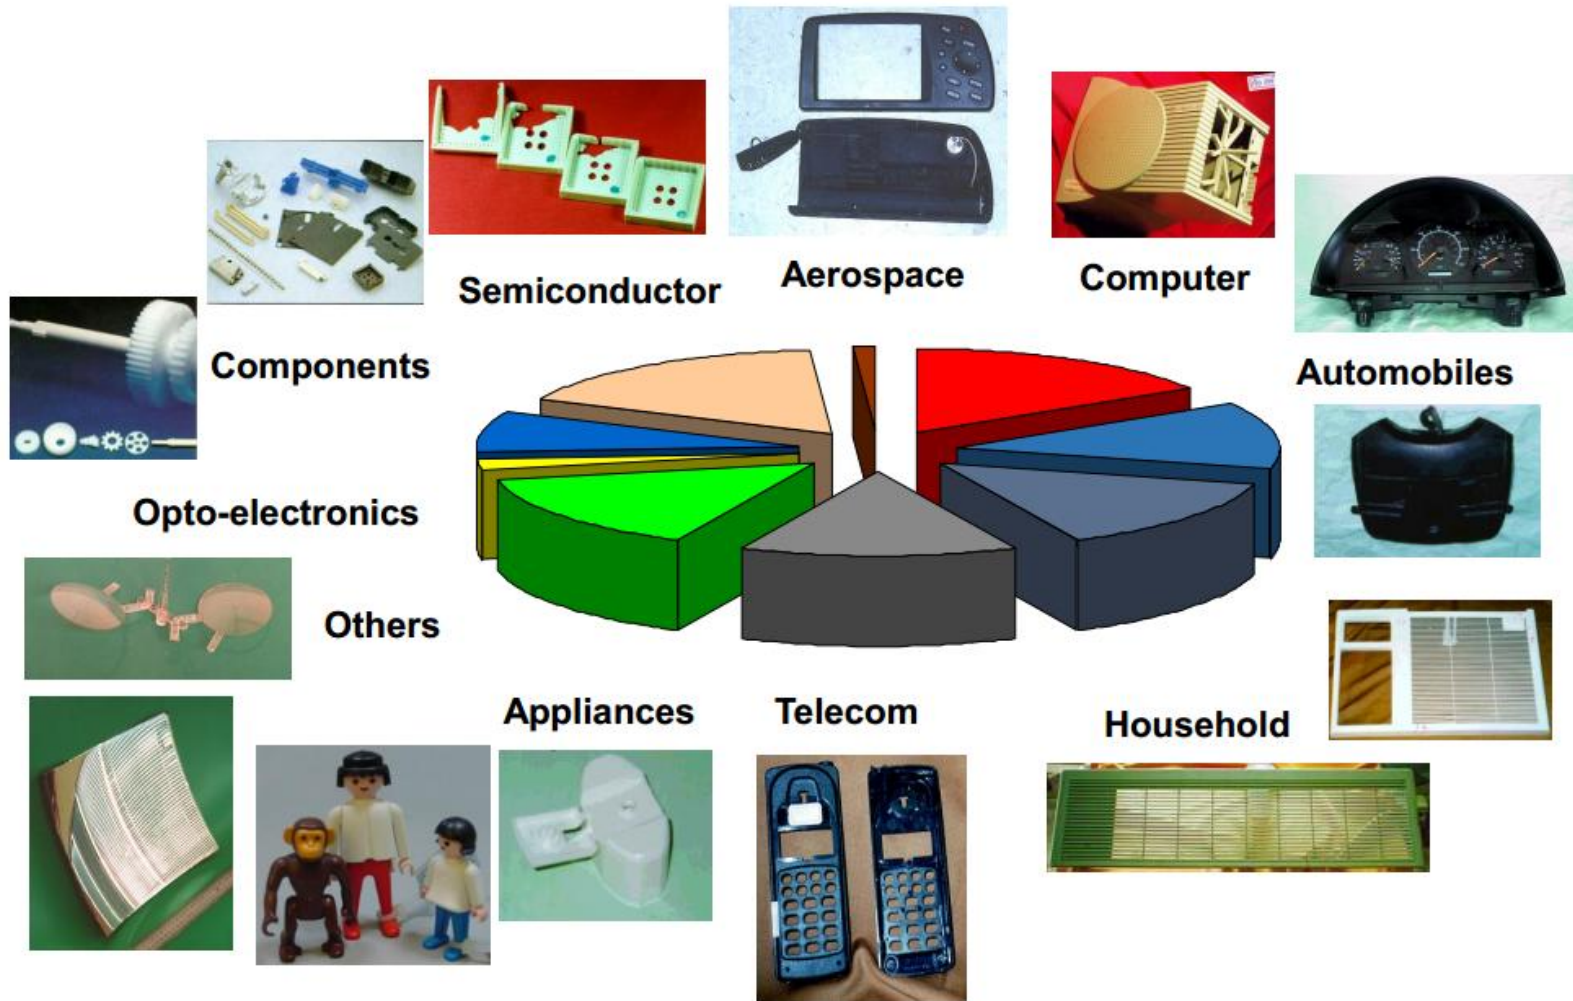 Aerospace
Computer
Semiconductor
Components
Automobiles
Opto-electronics
Others
Appliances
Telecom
Household